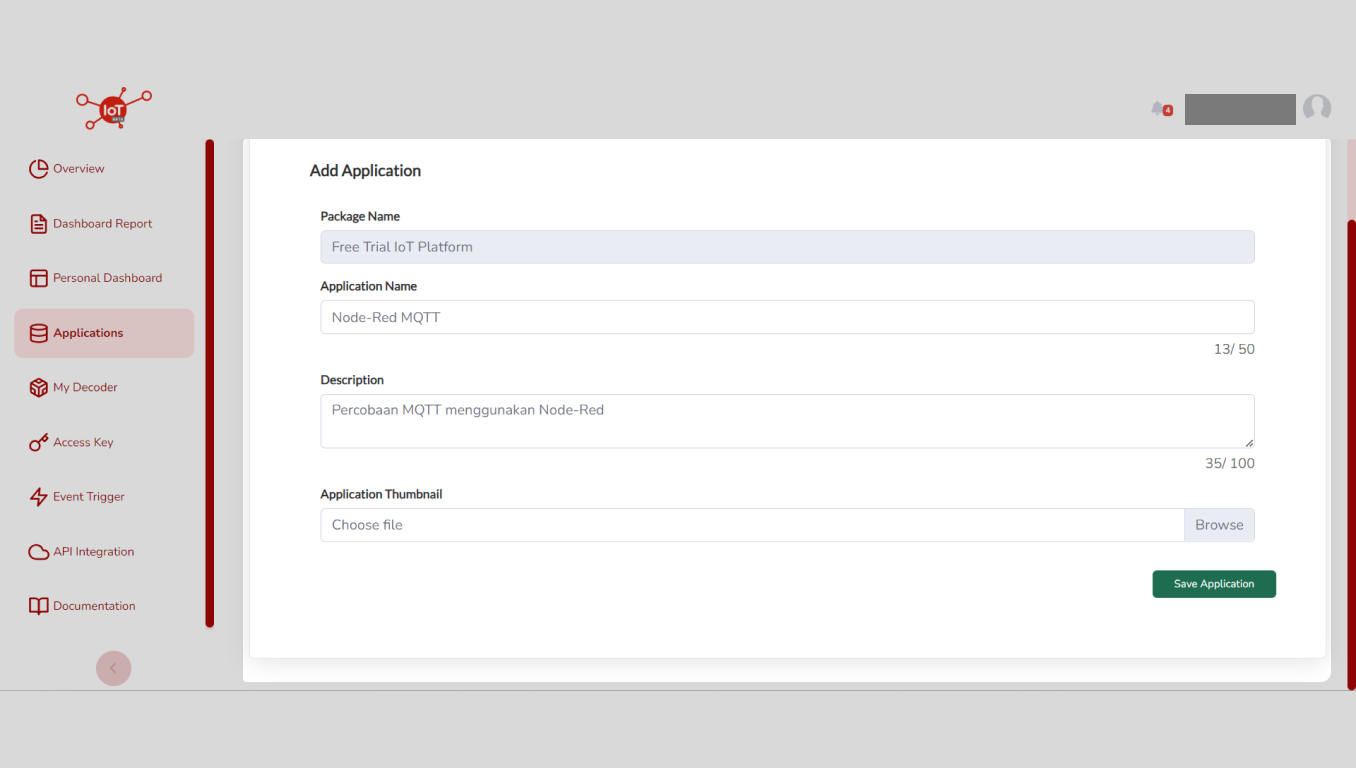 IoT
4
Overview
Dashboard Report
Personal Dashboard
Applications
My Decoder
Access Key
Event Trigger
API Integration
Documentation
Add Application
Package Name
Free Trial IoT Platform
Application Name
Node-Red MQTT
13/ 50
Description
Percobaan MQTT menggunakan Node-Red
35/ 100
Application Thumbnail
Choose file
Browse
Save Application